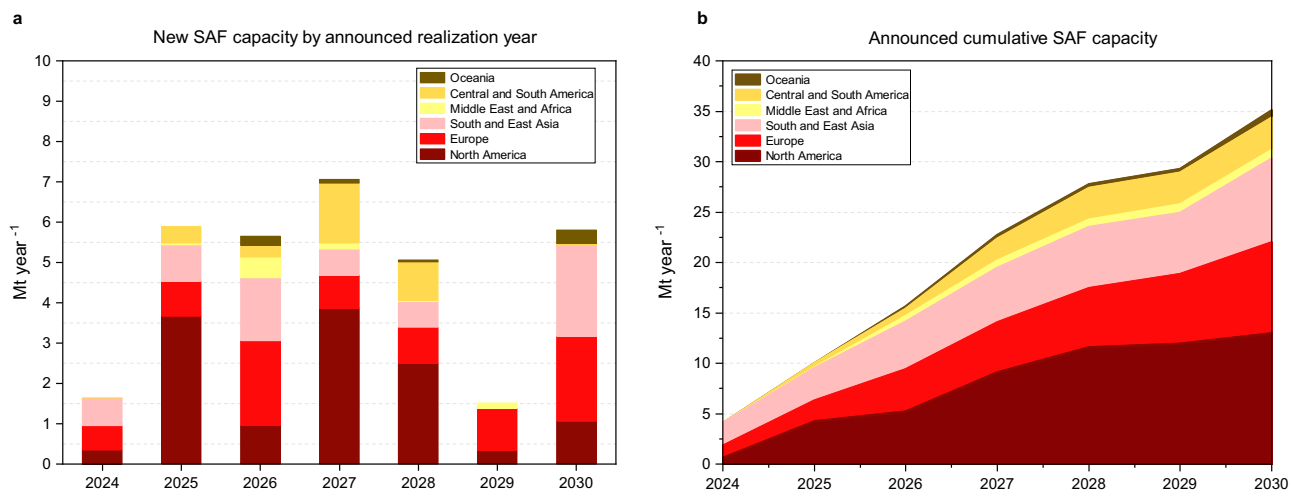 a
New SAF capacity by announced realization year
10
9
8
7
6
5
4
3
2
1
0
Mt year -1
Oceania
Central and South America
Middle East and Africa
South and East Asia
Europe
North America
2024 2025 2026 2027 2028 2029 2030
b
Announced cumulative SAF capacity
40
35
30
25
20
15
10
5
0
Mt year -1
Oceania
Central and South America
Middle East and Africa
South and East Asia
Europe
North America
2024 2025 2026 2027 2028 2029 2030